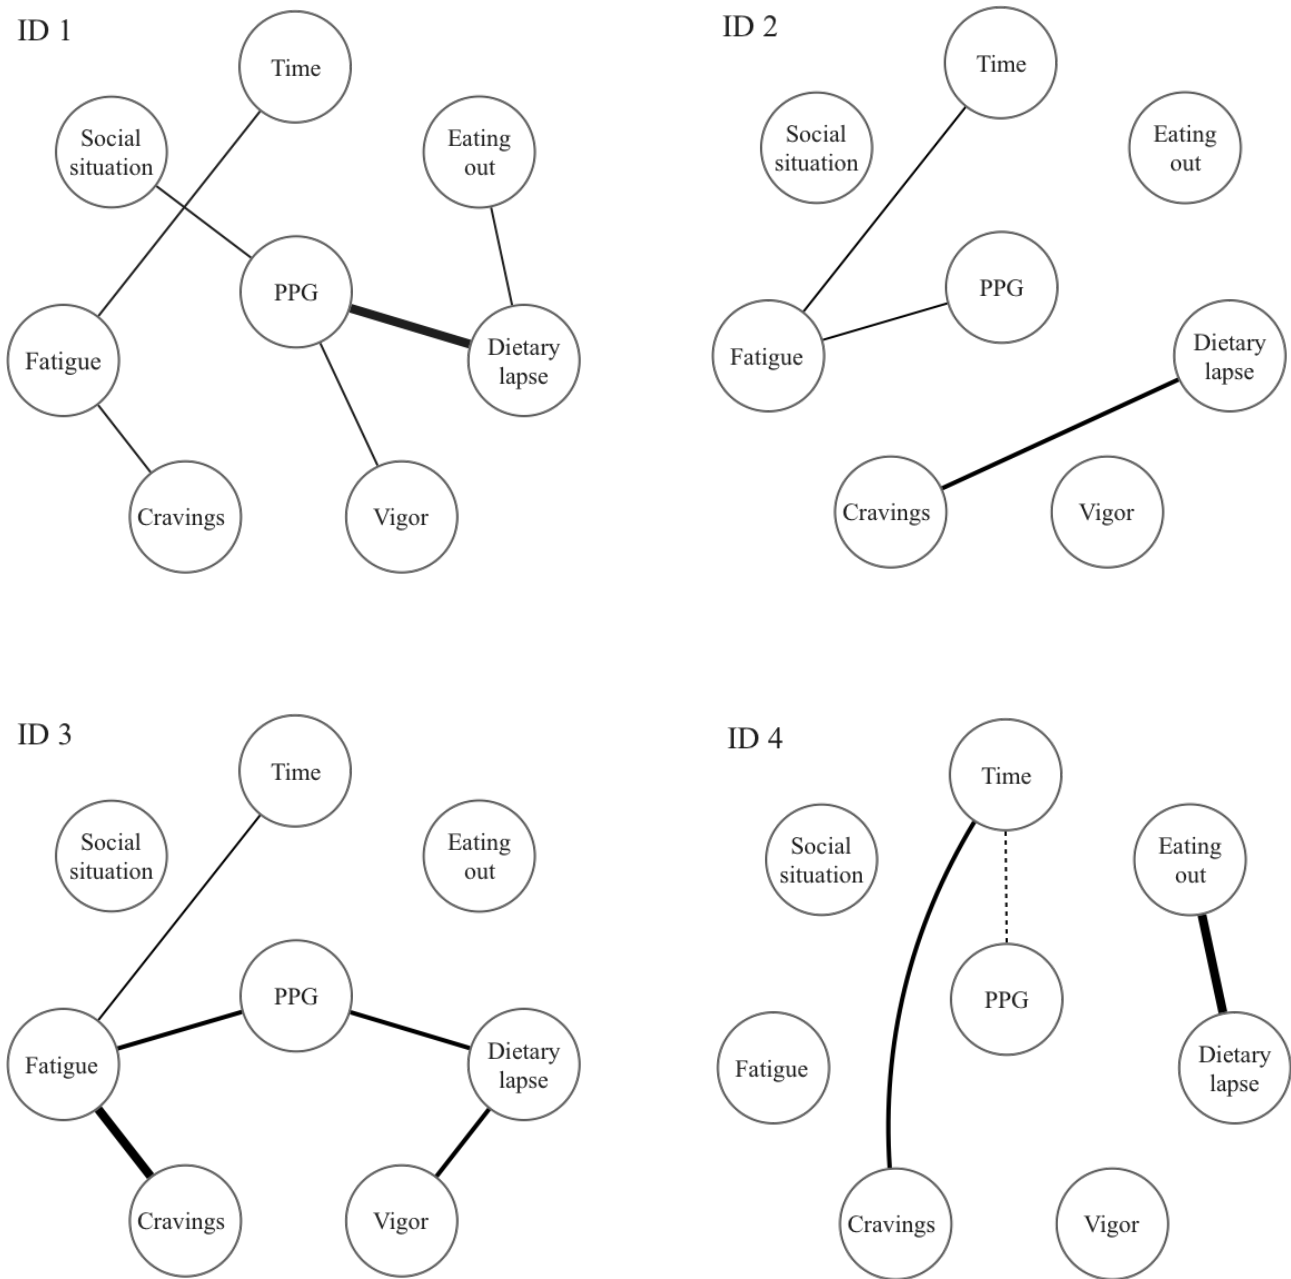 ID 1
Time
Social
situation
Eating
out
PPG
Fatigue
Dietary
lapse
Cravings
Vigor
ID 2
Time
Social
situation
Eating
out
PPG
Fatigue
Dietary
lapse
Cravings
Vigor
ID 3
Time
Social
situation
Eating
out
PPG
Fatigue
Dietary
lapse
Cravings
Vigor
ID 4
Time
Social
situation
Eating
out
PPG
Fatigue
Dietary
lapse
Cravings
Vigor